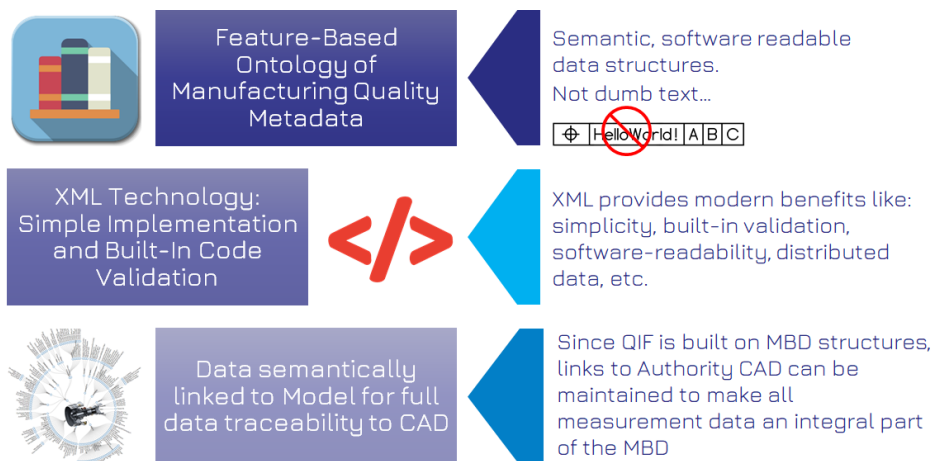 Feature-Based
Ontology of
Manufacturing Quality
Metadata
Semantic, software readable
data structures.
Not dumb text...
HelloWorld! A B C
XML Technology:
Simple Implementation
and Built-In Code
Validation
</>
XML provides modern benefits like:
simplicity, built-in validation,
software-readability, distributed
data, etc.
Data semantically
linked to Model for full
data traceability to CAD
Since QIF is built on MBD structures,
links to Authority CAD can be
maintained to make all
measurement data an integral part
of the MBD